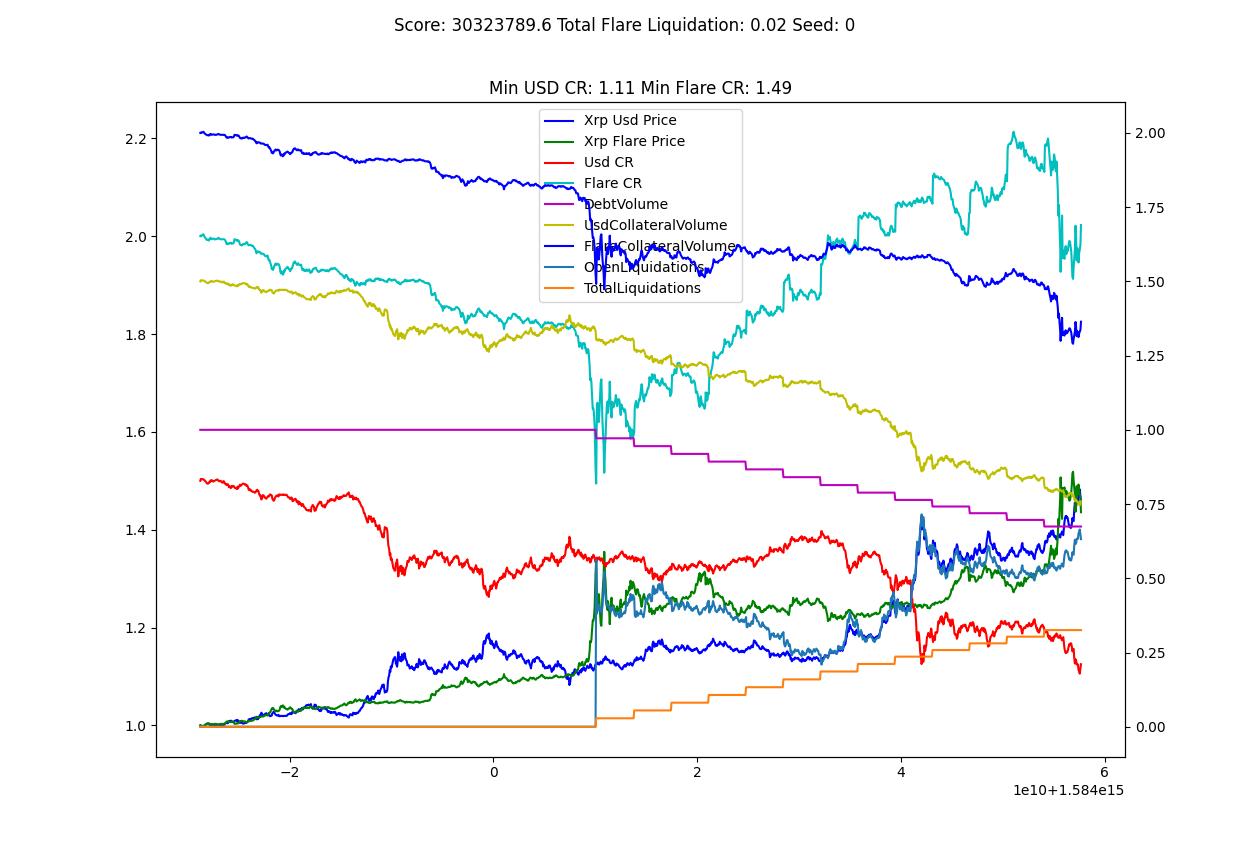 Score: 30323789.6 Total Flare Liquidation: 0.02 Seed: 0
Min USD CR: 1.11 Min Flare CR: 1.49
Xrp Usd Price
Xrp Flare Price
Usd CR
Flare CR
DebtVolume
UsdCollateralVolume
FlareCollateralVolume
OpenLiquidations
TotalLiquidations
2.2
2.0
1.8
1.6
1.4
1.2
1.0
2.00
1.75
1.50
1.25
1.00
0.75
0.50
0.25
0.00
−2 0 2 4 6
1e10+1.584e15